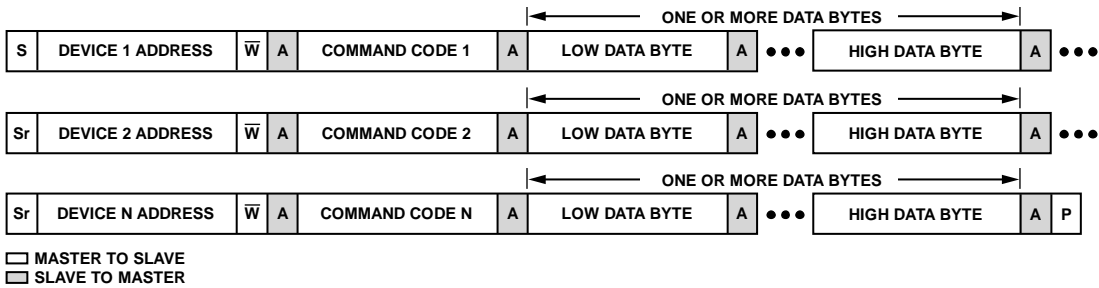 ONE OR MORE DATA BYTES
S DEVICE 1 ADDRESS W̅ A COMMAND CODE 1 A LOW DATA BYTE A ••• HIGH DATA BYTE A •••
ONE OR MORE DATA BYTES
Sr DEVICE 2 ADDRESS W̅ A COMMAND CODE 2 A LOW DATA BYTE A ••• HIGH DATA BYTE A •••
ONE OR MORE DATA BYTES
Sr DEVICE N ADDRESS W̅ A COMMAND CODE N A LOW DATA BYTE A ••• HIGH DATA BYTE A P
MASTER TO SLAVE
SLAVE TO MASTER